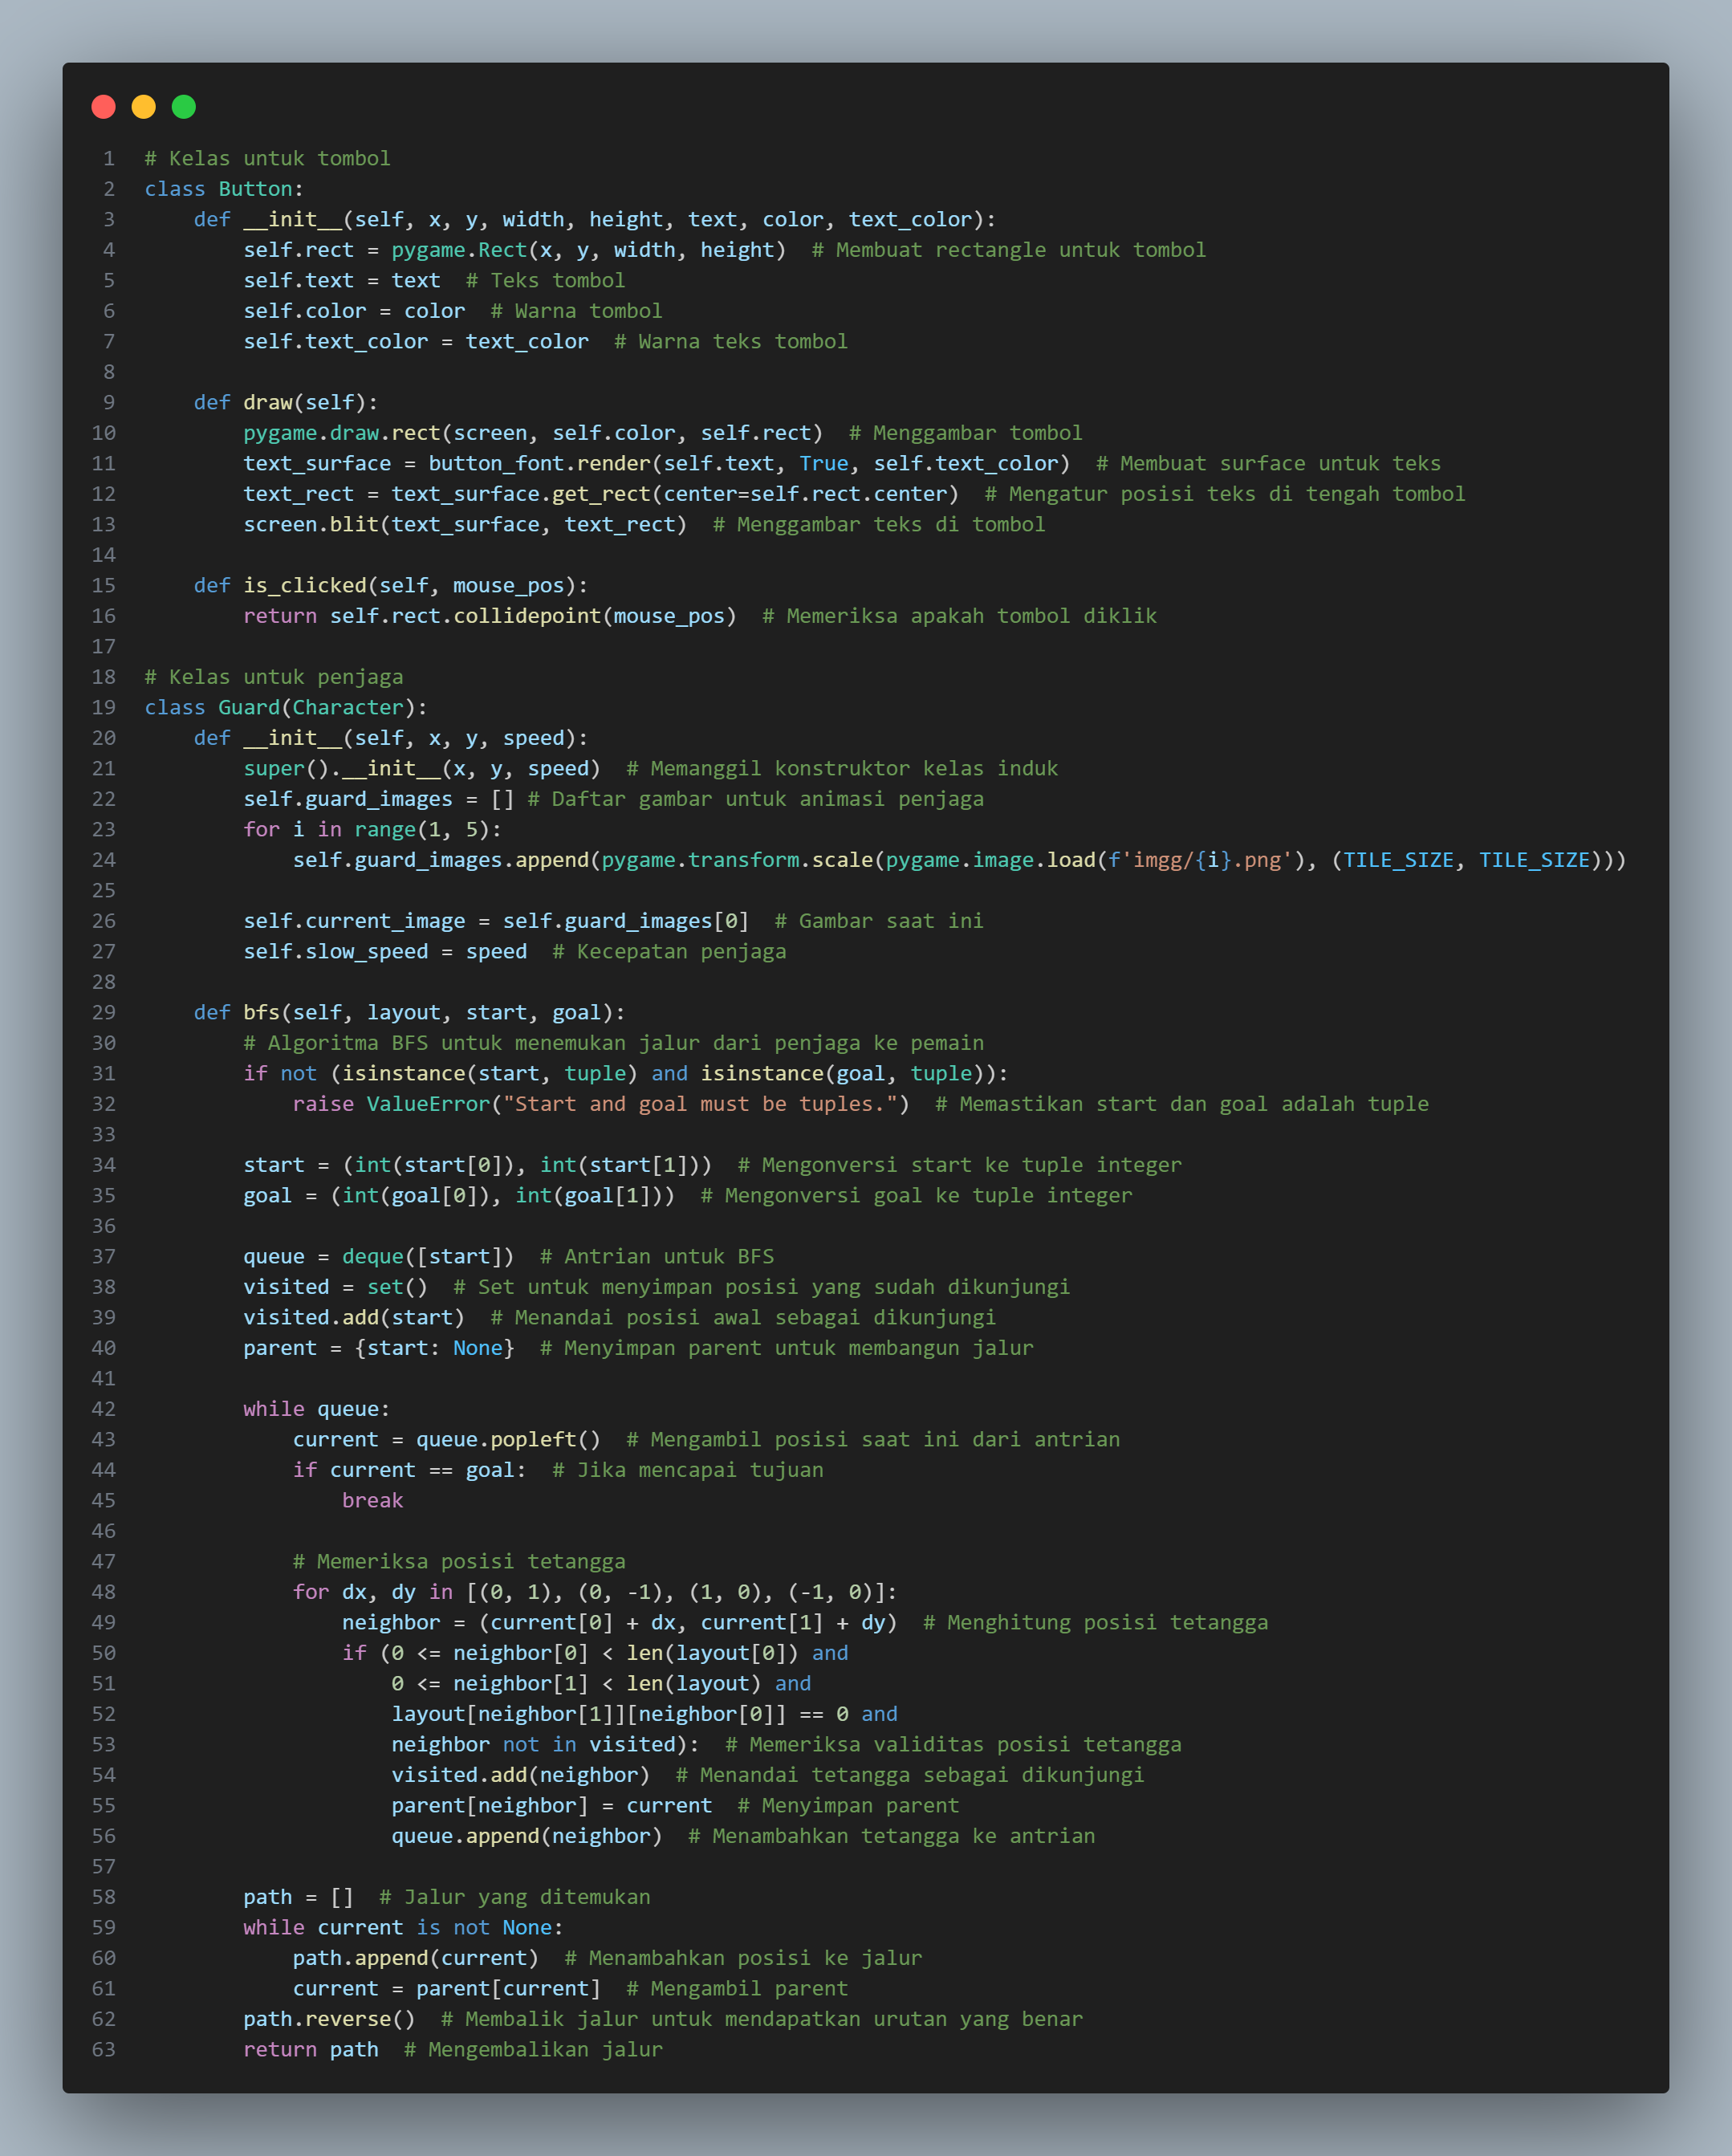 1 # Kelas untuk tombol
2 class Button:
3     def __init__(self, x, y, width, height, text, color, text_color):
4         self.rect = pygame.Rect(x, y, width, height)  # Membuat rectangle untuk tombol
5         self.text = text  # Teks tombol
6         self.color = color  # Warna tombol
7         self.text_color = text_color  # Warna teks tombol
8
9     def draw(self):
10         pygame.draw.rect(screen, self.color, self.rect)  # Menggambar tombol
11         text_surface = button_font.render(self.text, True, self.text_color)  # Membuat surface untuk teks
12         text_rect = text_surface.get_rect(center=self.rect.center)  # Mengatur posisi teks di tengah tombol
13         screen.blit(text_surface, text_rect)  # Menggambar teks di tombol
14
15     def is_clicked(self, mouse_pos):
16         return self.rect.collidepoint(mouse_pos)  # Memeriksa apakah tombol diklik
17
18 # Kelas untuk penjaga
19 class Guard(Character):
20     def __init__(self, x, y, speed):
21         super().__init__(x, y, speed)  # Memanggil konstruktor kelas induk
22         self.guard_images = [] # Daftar gambar untuk animasi penjaga
23         for i in range(1, 5):
24             self.guard_images.append(pygame.transform.scale(pygame.image.load(f'imgg/{i}.png'), (TILE_SIZE, TILE_SIZE)))
25
26         self.current_image = self.guard_images[0]  # Gambar saat ini
27         self.slow_speed = speed  # Kecepatan penjaga
28
29     def bfs(self, layout, start, goal):
30         # Algoritma BFS untuk menemukan jalur dari penjaga ke pemain
31         if not (isinstance(start, tuple) and isinstance(goal, tuple)):
32             raise ValueError("Start and goal must be tuples.")  # Memastikan start dan goal adalah tuple
33
34         start = (int(start[0]), int(start[1]))  # Mengonversi start ke tuple integer
35         goal = (int(goal[0]), int(goal[1]))  # Mengonversi goal ke tuple integer
36
37         queue = deque([start])  # Antrian untuk BFS
38         visited = set()  # Set untuk menyimpan posisi yang sudah dikunjungi
39         visited.add(start)  # Menandai posisi awal sebagai dikunjungi
40         parent = {start: None}  # Menyimpan parent untuk membangun jalur
41
42         while queue:
43             current = queue.popleft()  # Mengambil posisi saat ini dari antrian
44             if current == goal:  # Jika mencapai tujuan
45                 break
46
47             # Memeriksa posisi tetangga
48             for dx, dy in [(0, 1), (0, -1), (1, 0), (-1, 0)]:
49                 neighbor = (current[0] + dx, current[1] + dy)  # Menghitung posisi tetangga
50                 if (0 <= neighbor[0] < len(layout[0]) and
51                     0 <= neighbor[1] < len(layout) and
52                     layout[neighbor[1]][neighbor[0]] == 0 and
53                     neighbor not in visited):  # Memeriksa validitas posisi tetangga
54                     visited.add(neighbor)  # Menandai tetangga sebagai dikunjungi
55                     parent[neighbor] = current  # Menyimpan parent
56                     queue.append(neighbor)  # Menambahkan tetangga ke antrian
57
58         path = []  # Jalur yang ditemukan
59         while current is not None:
60             path.append(current)  # Menambahkan posisi ke jalur
61             current = parent[current]  # Mengambil parent
62         path.reverse()  # Membalik jalur untuk mendapatkan urutan yang benar
63         return path  # Mengembalikan jalur